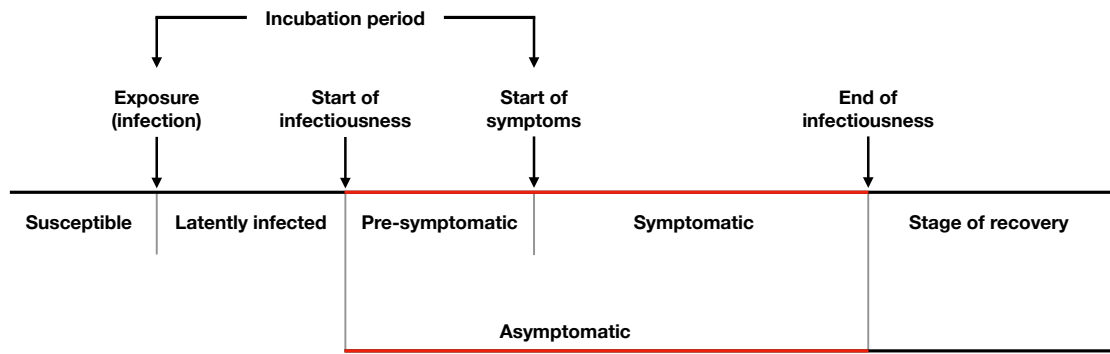 Incubation period
Exposure
(infection)
Start of
infectiousness
Start of
symptoms
End of
infectiousness
Susceptible
Latently infected
Pre-symptomatic
Symptomatic
Stage of recovery
Asymptomatic